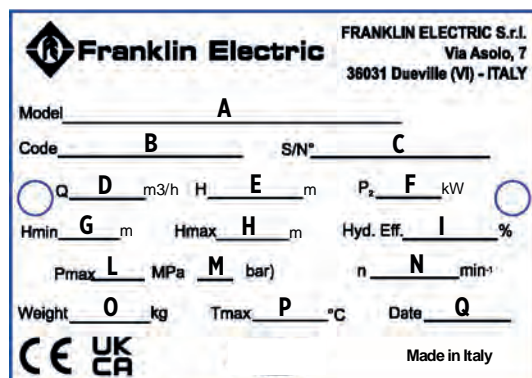 Franklin Electric
FRANKLIN ELECTRIC S.r.l.
Via Asolo, 7
36031 Dueville (VI) - ITALY
Model A
Code B S/N° C
Q D m3/h H E m P₂ F kW
Hmin G m Hmax H m Hyd. Eff. I %
Pmax L MPa M bar) n N min-¹
Weight O kg Tmax P °C Date Q
CE UK CA Made in Italy